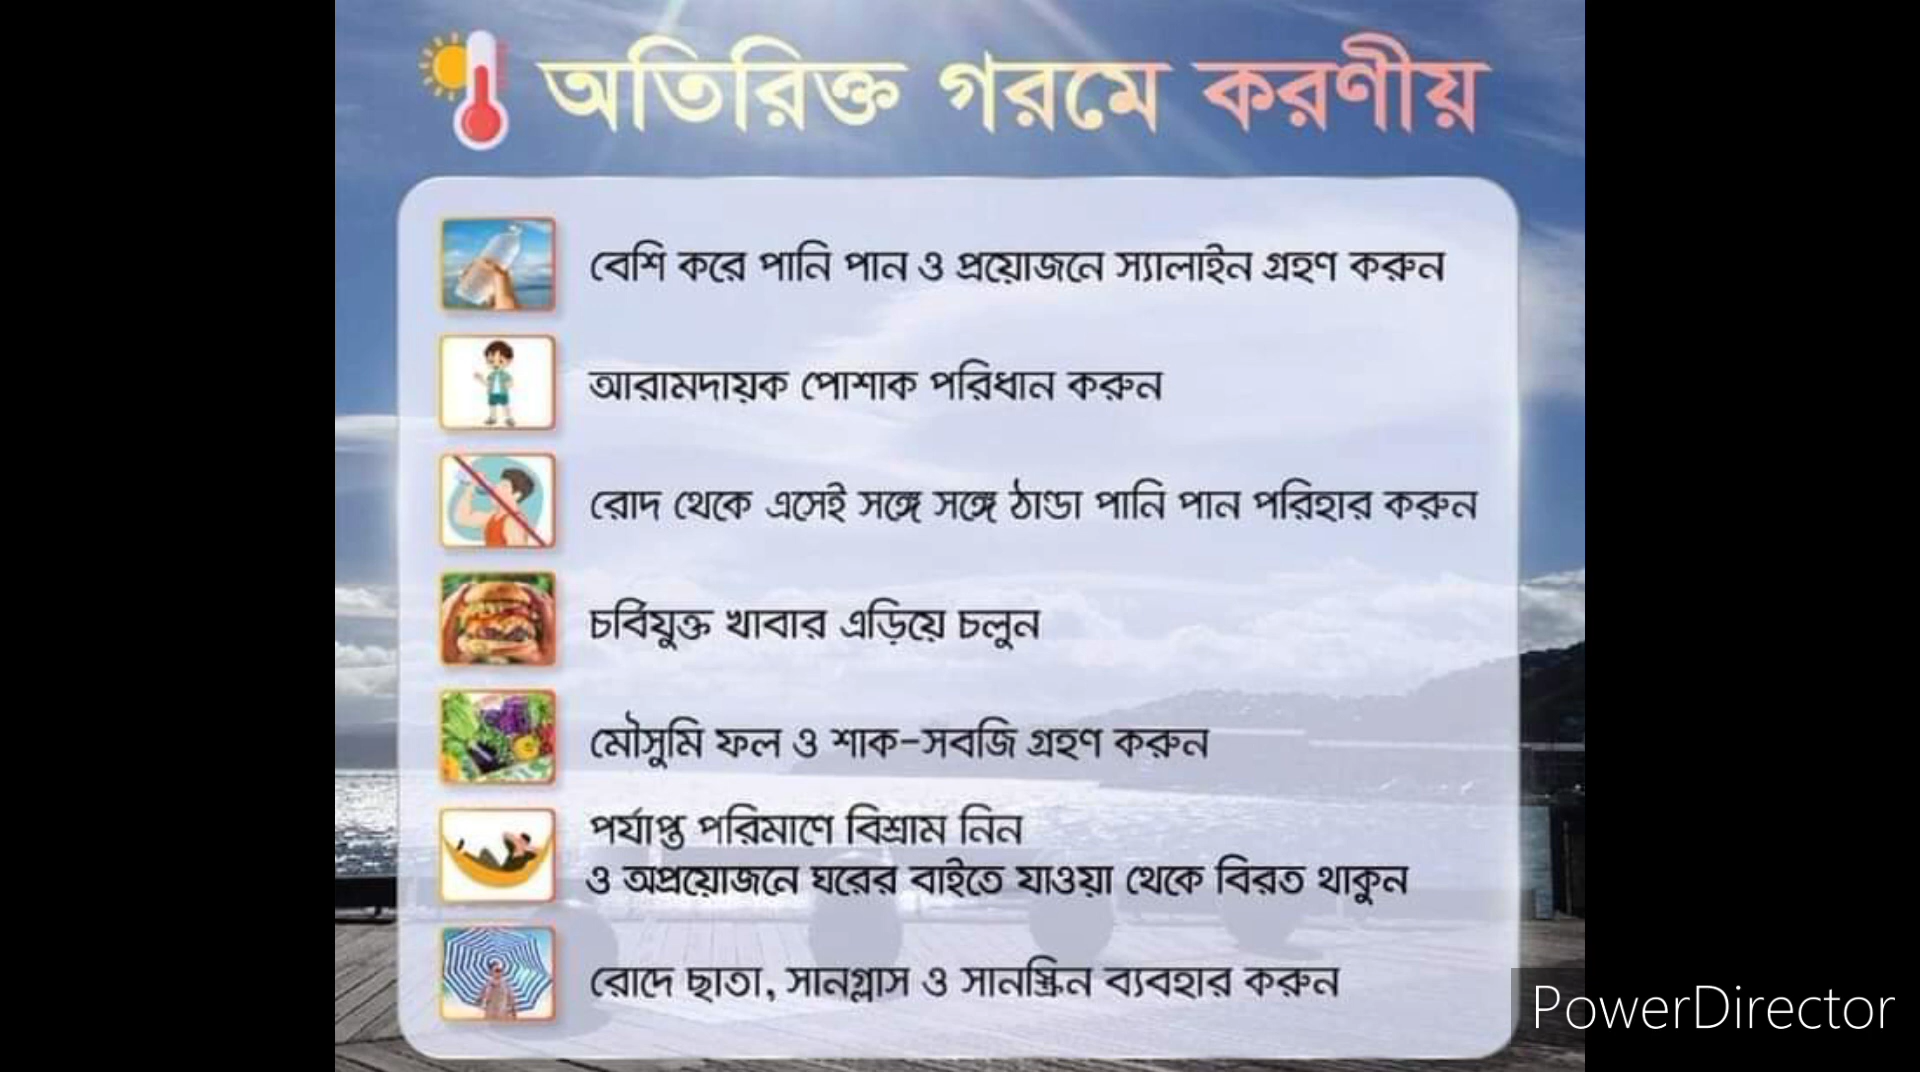 অতিরিক্ত গরমে করণীয়
বেশি করে পানি পান ও প্রয়োজনে স্যালাইন গ্রহণ করুন
আরামদায়ক পোশাক পরিধান করুন
রোদ থেকে এসেই সঙ্গে সঙ্গে ঠাণ্ডা পানি পান পরিহার করুন
চর্বিযুক্ত খাবার এড়িয়ে চলুন
মৌসুমি ফল ও শাক-সবজি গ্রহণ করুন
পর্যাপ্ত পরিমাণে বিশ্রাম নিন
ও অপ্রয়োজনে ঘরের বাইতে যাওয়া থেকে বিরত থাকুন
রোদে ছাতা, সানগ্লাস ও সানস্ক্রিন ব্যবহার করুন
PowerDirector